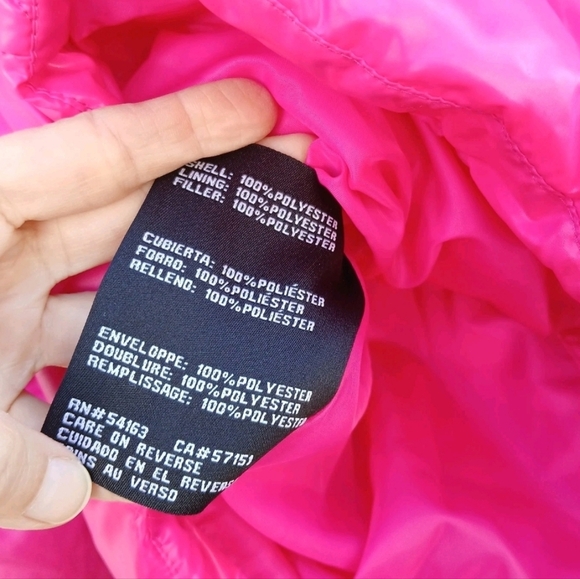 SHELL: 100%POLYESTER
LINING: 100%POLYESTER
FILLER: 100%POLYESTER
CUBIERTA: 100%POLIÉSTER
FORRO: 100%POLIÉSTER
RELLENO: 100%POLIÉSTER
ENVELOPPE: 100%POLYESTER
DOUBLURE: 100%POLYESTER
REMPLISSAGE: 100%POLYESTER
RN#54163 CA#57151
CARE ON REVERSE
CUIDADO EN EL REVERSO
AU VERSO